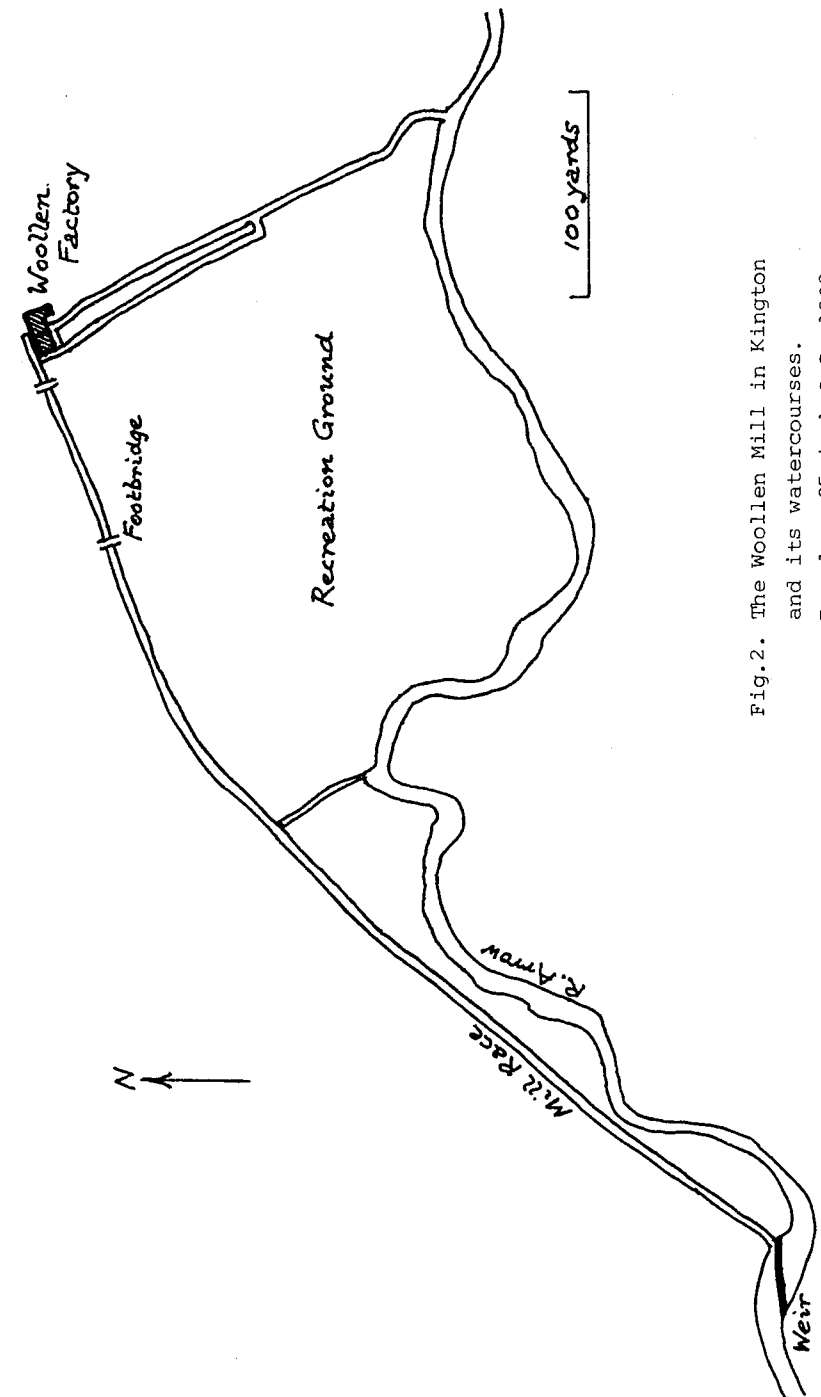 Woollen
Factory
Footbridge
Recreation Ground
100 yards
N
R. Arrow
Mill Race
Weir
Fig.2. The Woollen Mill in Kington
and its watercourses.